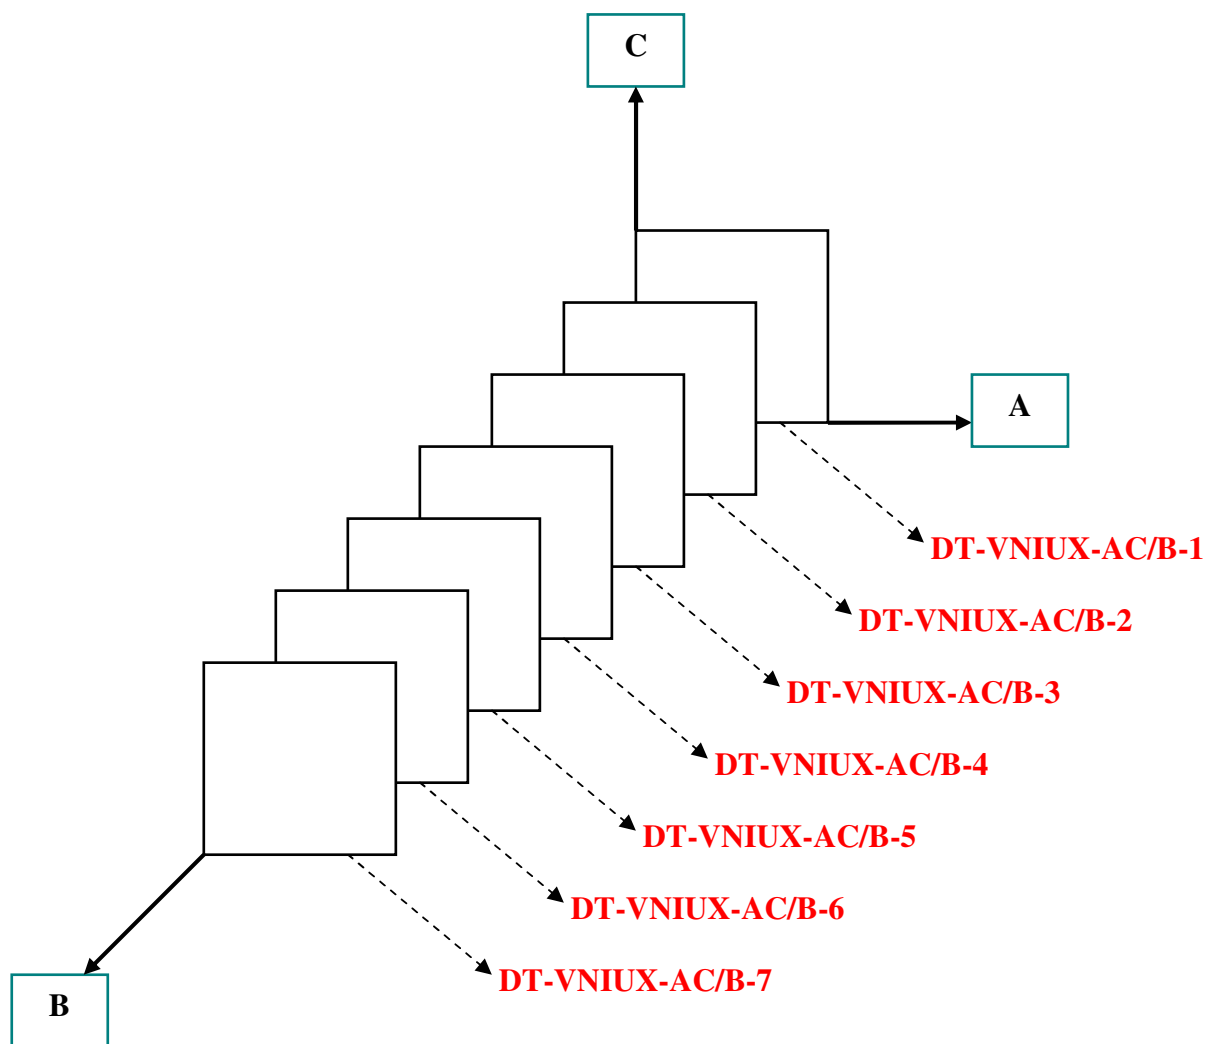 C
A
DT-VNIUX-AC/B-1
DT-VNIUX-AC/B-2
DT-VNIUX-AC/B-3
DT-VNIUX-AC/B-4
DT-VNIUX-AC/B-5
DT-VNIUX-AC/B-6
DT-VNIUX-AC/B-7
B